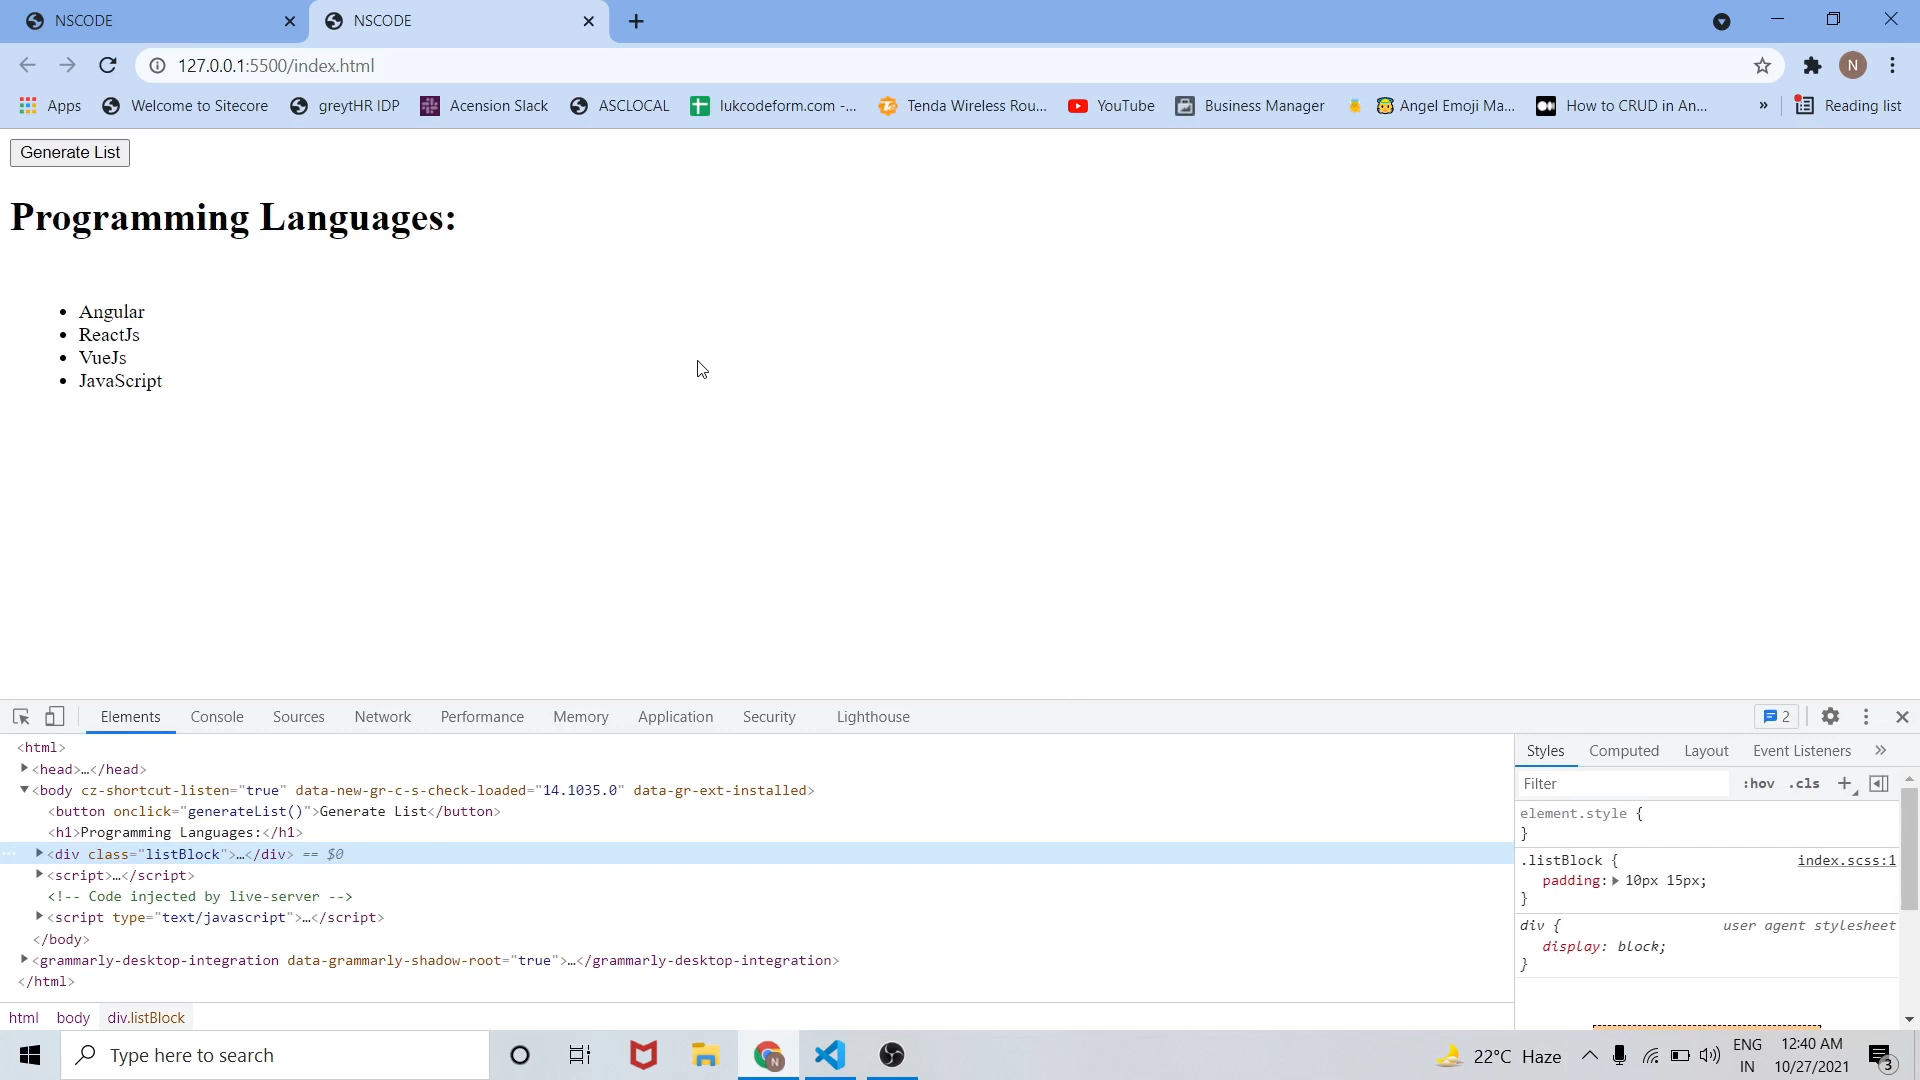 NSCODE
NSCODE
127.0.0.1:5500/index.html
N
Apps
Welcome to Sitecore
greytHR IDP
Acension Slack
ASCLOCAL
lukcodeform.com -...
Tenda Wireless Rou...
YouTube
Business Manager
Angel Emoji Ma...
How to CRUD in An...
»
Reading list
Generate List
Programming Languages:
• Angular
• ReactJs
• VueJs
• JavaScript
Elements
Console
Sources
Network
Performance
Memory
Application
Security
Lighthouse
2
<html>
<head>…</head>
<body cz-shortcut-listen="true" data-new-gr-c-s-check-loaded="14.1035.0" data-gr-ext-installed>
<button onclick="generateList()">Generate List</button>
<h1>Programming Languages:</h1>
<div class="listBlock">…</div> == $0
<script>…</script>
<!-- Code injected by live-server -->
<script type="text/javascript">…</script>
</body>
<grammarly-desktop-integration data-grammarly-shadow-root="true">…</grammarly-desktop-integration>
</html>
html body div.listBlock
Styles
Computed
Layout
Event Listeners
»
Filter
:hov .cls
element.style {
}
.listBlock { index.scss:1
padding: 10px 15px;
}
div { user agent stylesheet
display: block;
}
Type here to search
N
22°C Haze
ENG
IN
12:40 AM
10/27/2021
3